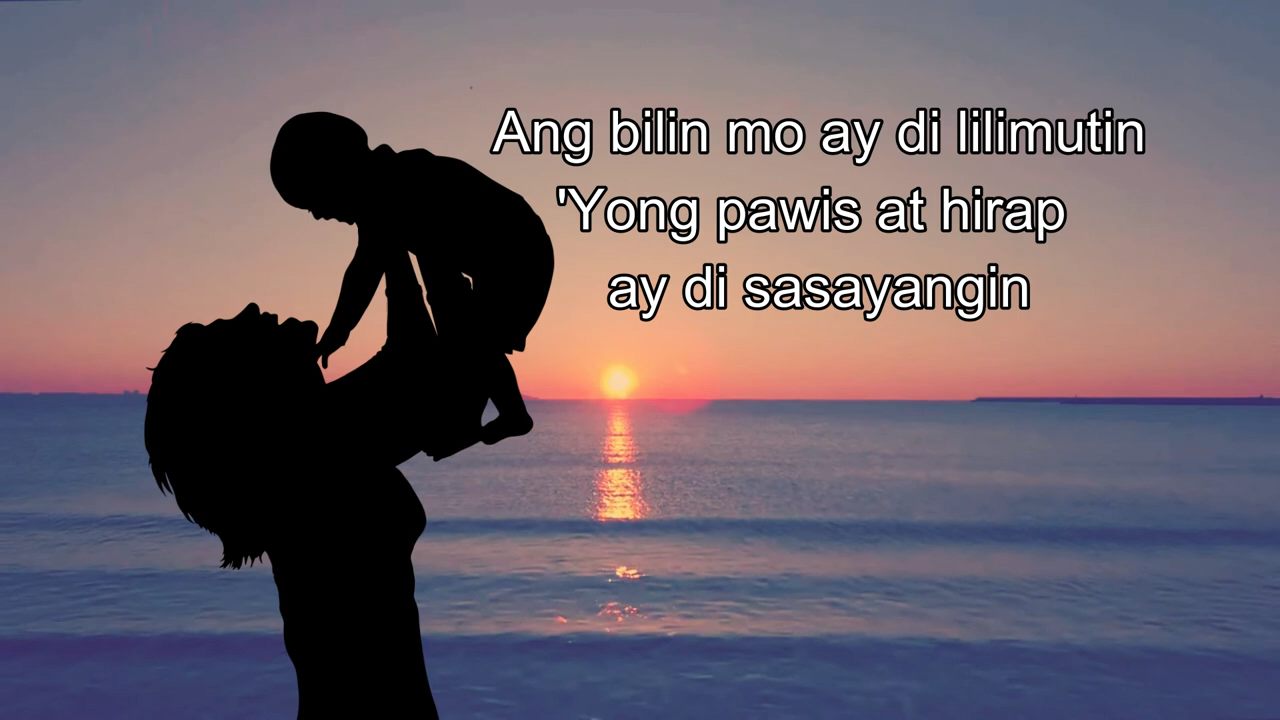 Ang bilin mo ay di lilimutin
'Yong pawis at hirap
ay di sasayangin